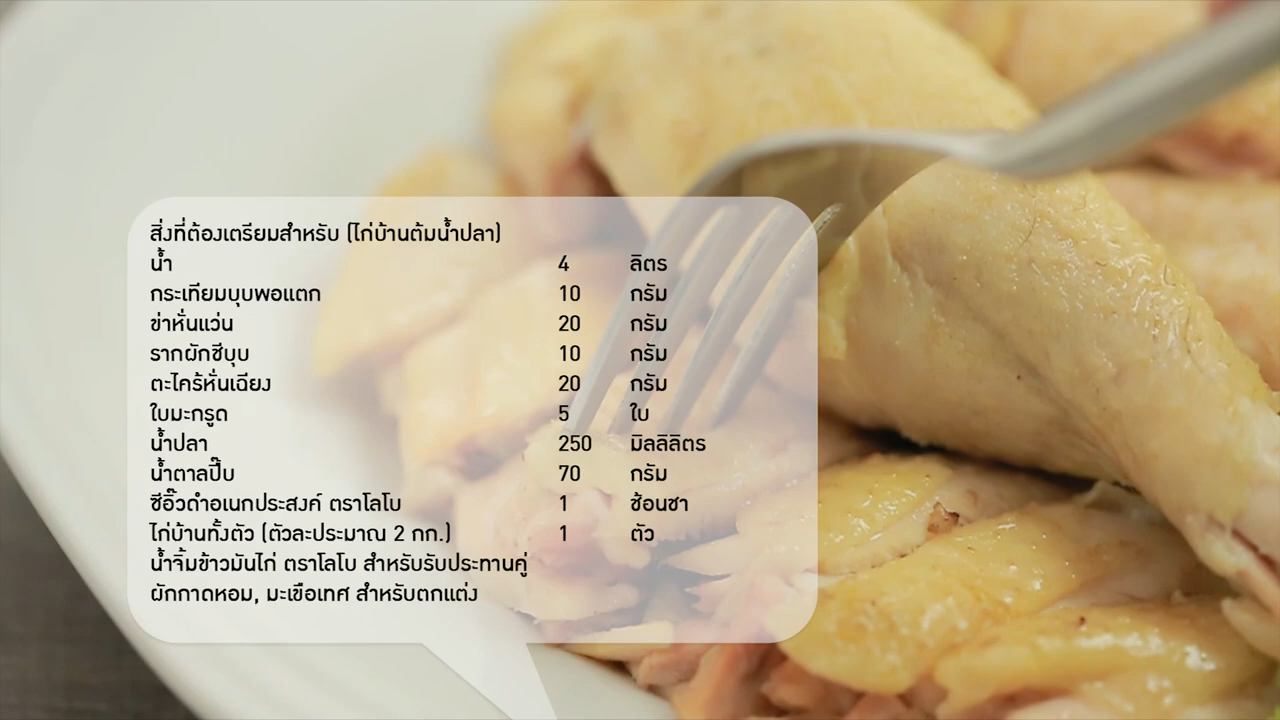 สิ่งที่ต้องเตรียมสำหรับ (ไก่บ้านต้มน้ำปลา)
น้ำ 4 ลิตร
กระเทียมบุบพอแตก 10 กรัม
ข่าหั่นแว่น 20 กรัม
รากผักชีบุบ 10 กรัม
ตะไคร้หั่นเฉียง 20 กรัม
ใบมะกรูด 5 ใบ
น้ำปลา 250 มิลลิลิตร
น้ำตาลปี๊บ 70 กรัม
ซีอิ๊วดำอเนกประสงค์ ตราโลโบ 1 ช้อนชา
ไก่บ้านทั้งตัว (ตัวละประมาณ 2 กก.) 1 ตัว
น้ำจิ้มข้าวมันไก่ ตราโลโบ สำหรับรับประทานคู่
ผักกาดหอม, มะเขือเทศ สำหรับตกแต่ง